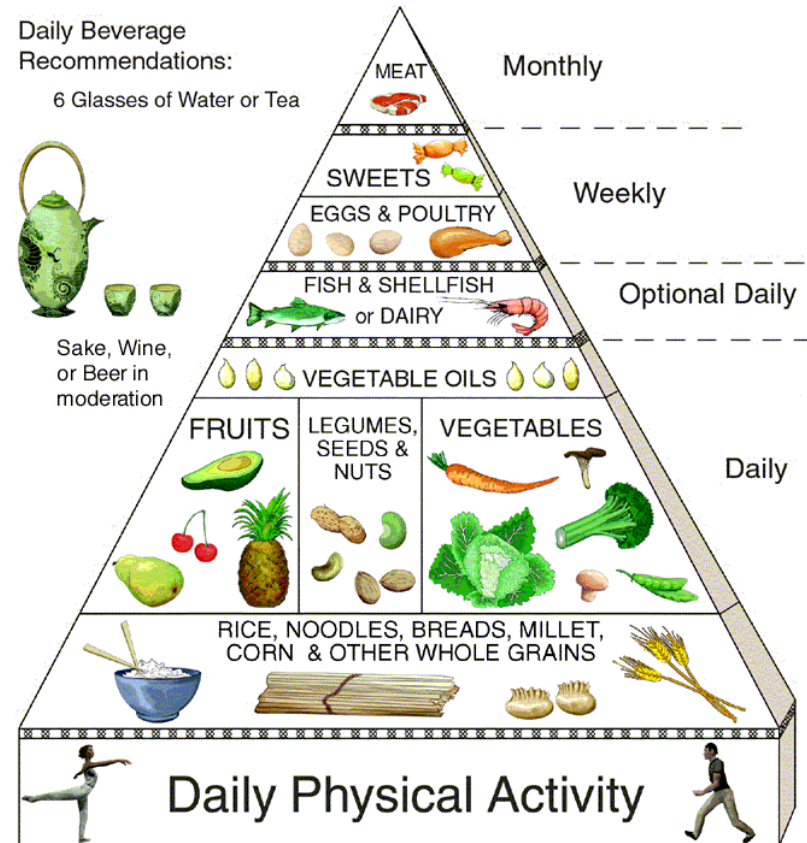 Daily Beverage
Recommendations:
6 Glasses of Water or Tea
Sake, Wine,
or Beer in
moderation
MEAT
Monthly
SWEETS
EGGS & POULTRY
Weekly
FISH & SHELLFISH
or DAIRY
Optional Daily
VEGETABLE OILS
FRUITS
LEGUMES,
SEEDS &
NUTS
VEGETABLES
Daily
RICE, NOODLES, BREADS, MILLET,
CORN & OTHER WHOLE GRAINS
Daily Physical Activity